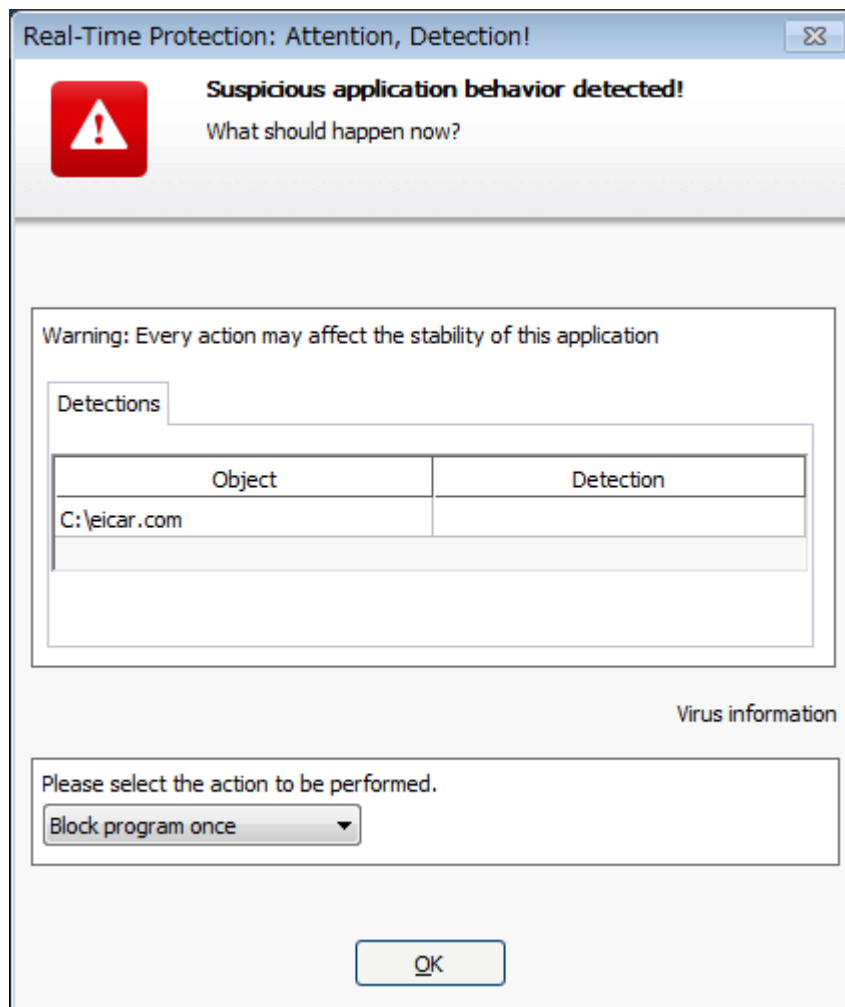 Real-Time Protection: Attention, Detection!
Suspicious application behavior detected!
What should happen now?
Warning: Every action may affect the stability of this application
Detections
Object Detection
C:\eicar.com
Virus information
Please select the action to be performed.
Block program once
OK